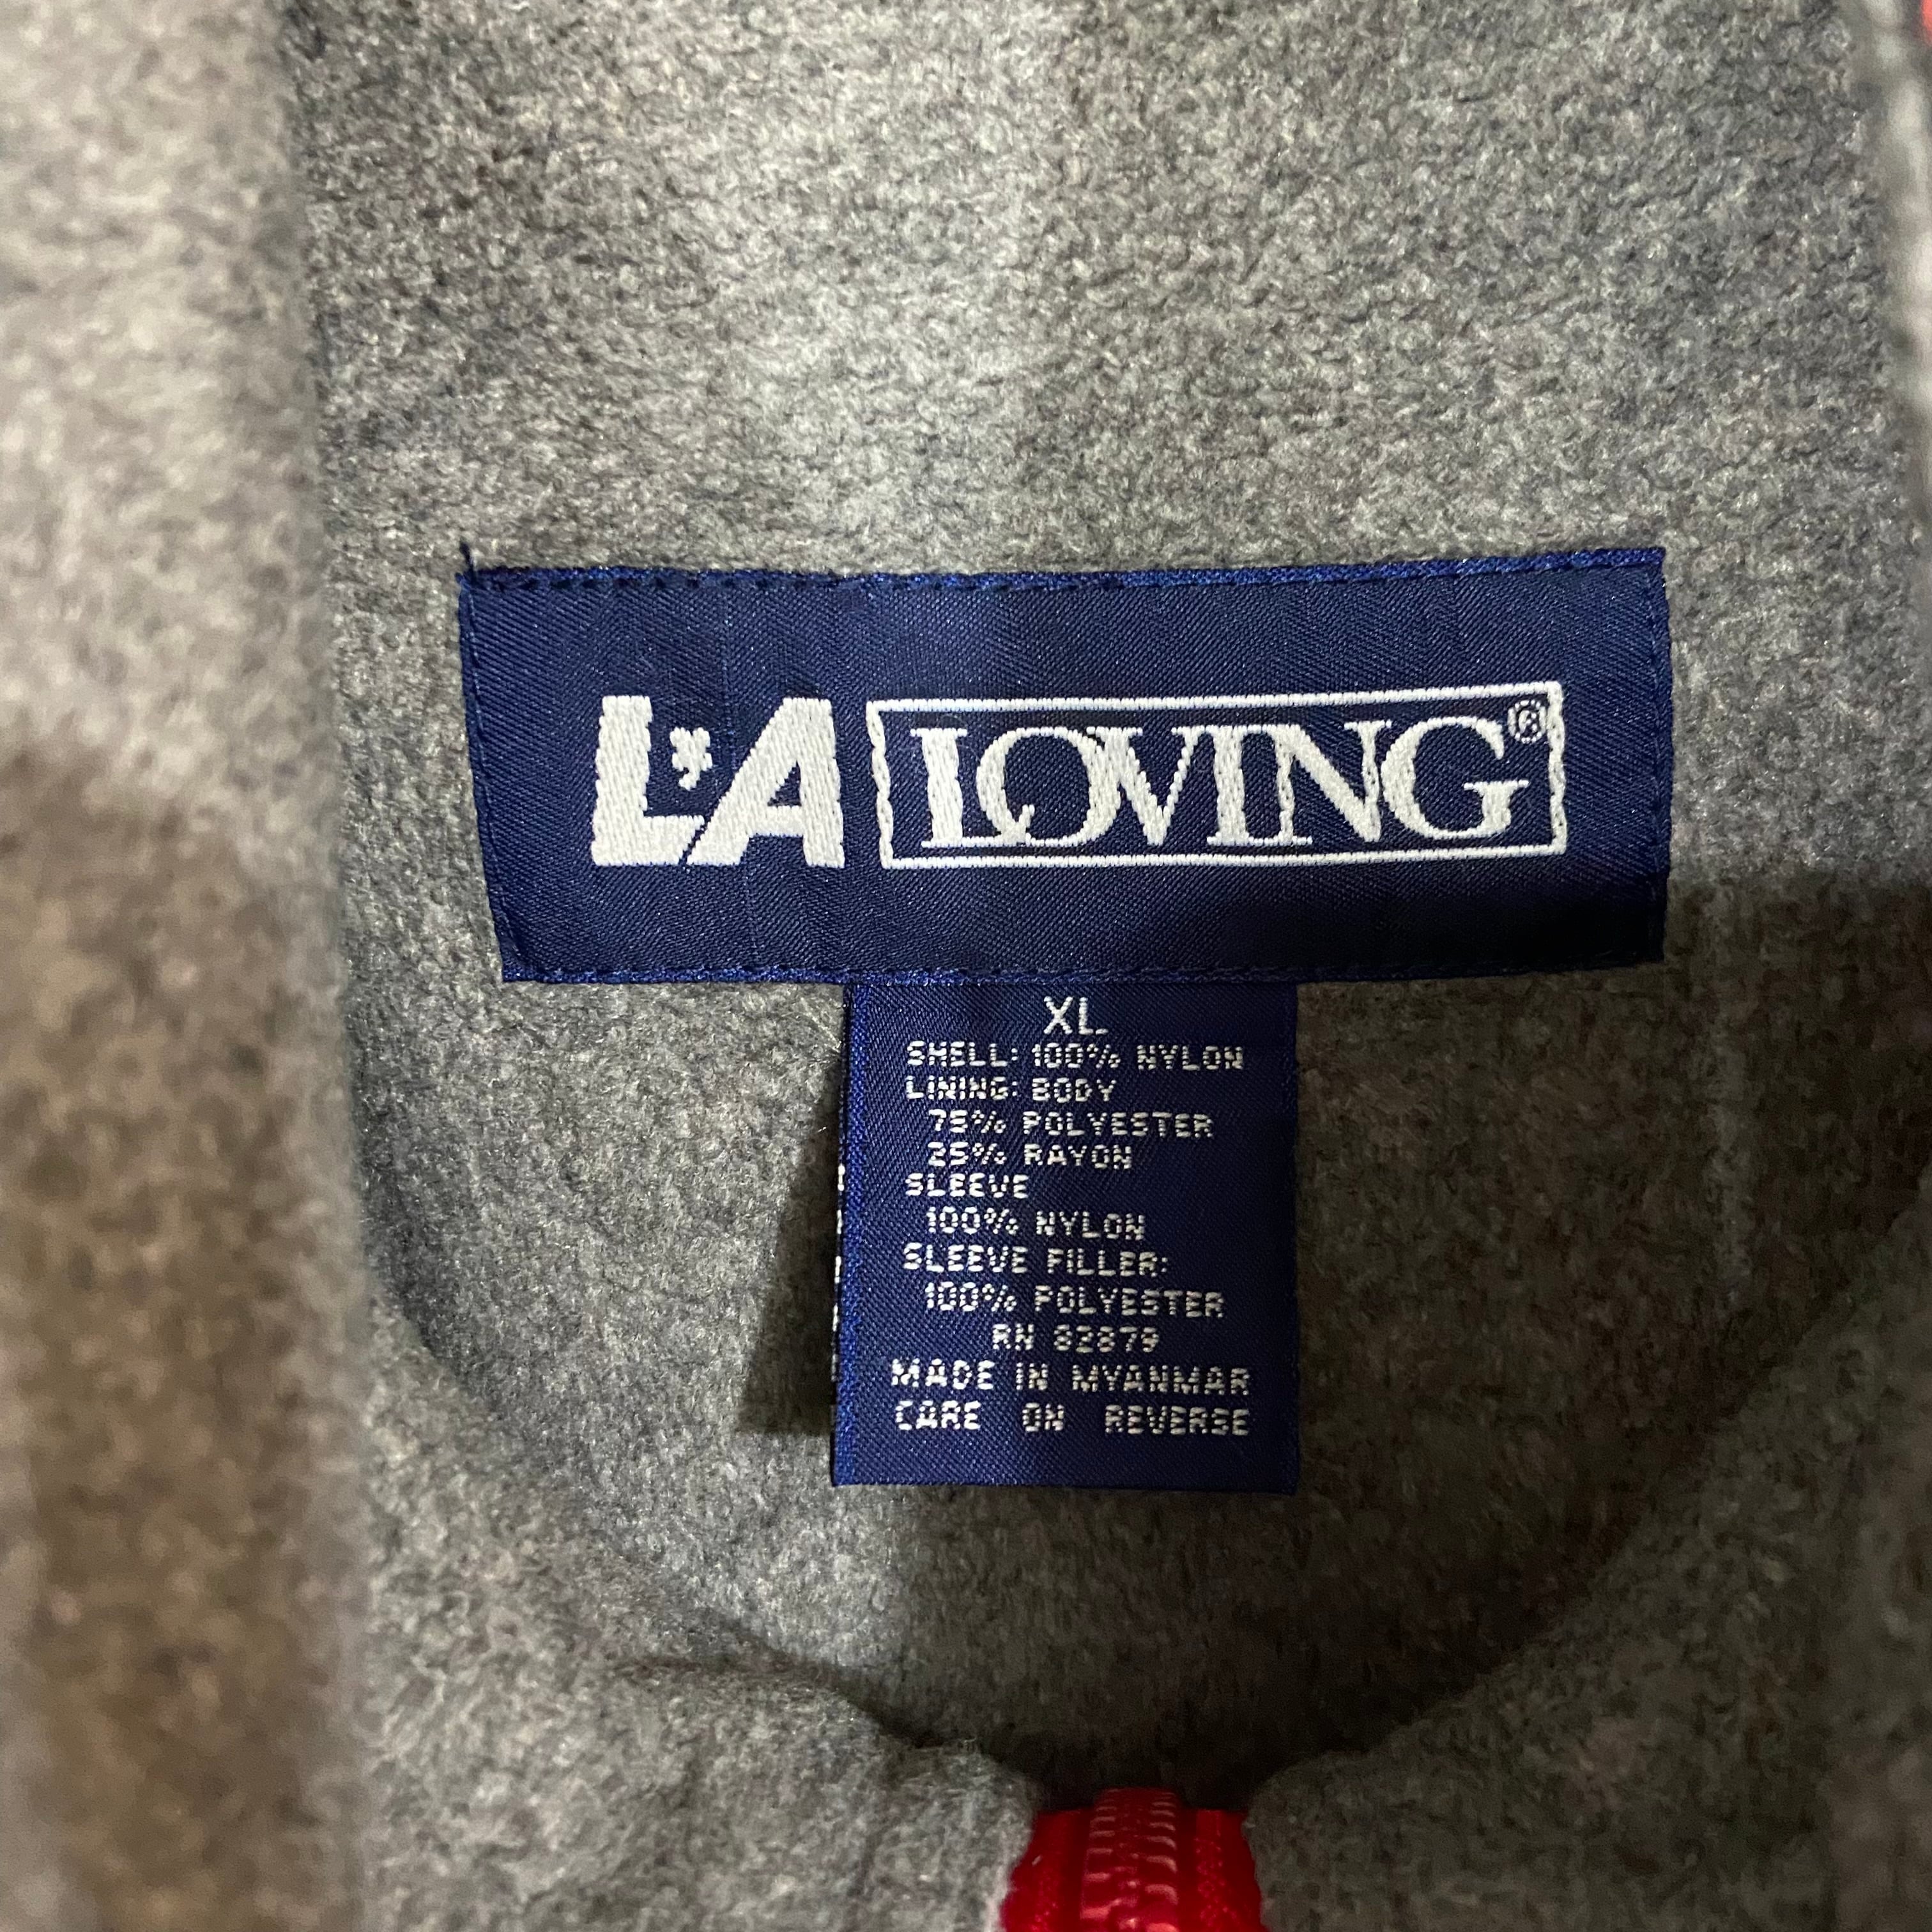 L.A LOVING®
XL
SHELL: 100% NYLON
LINING: BODY
75% POLYESTER
25% RAYON
SLEEVE
100% NYLON
SLEEVE FILLER:
100% POLYESTER
RN 82879
MADE IN MYANMAR
CARE ON REVERSE